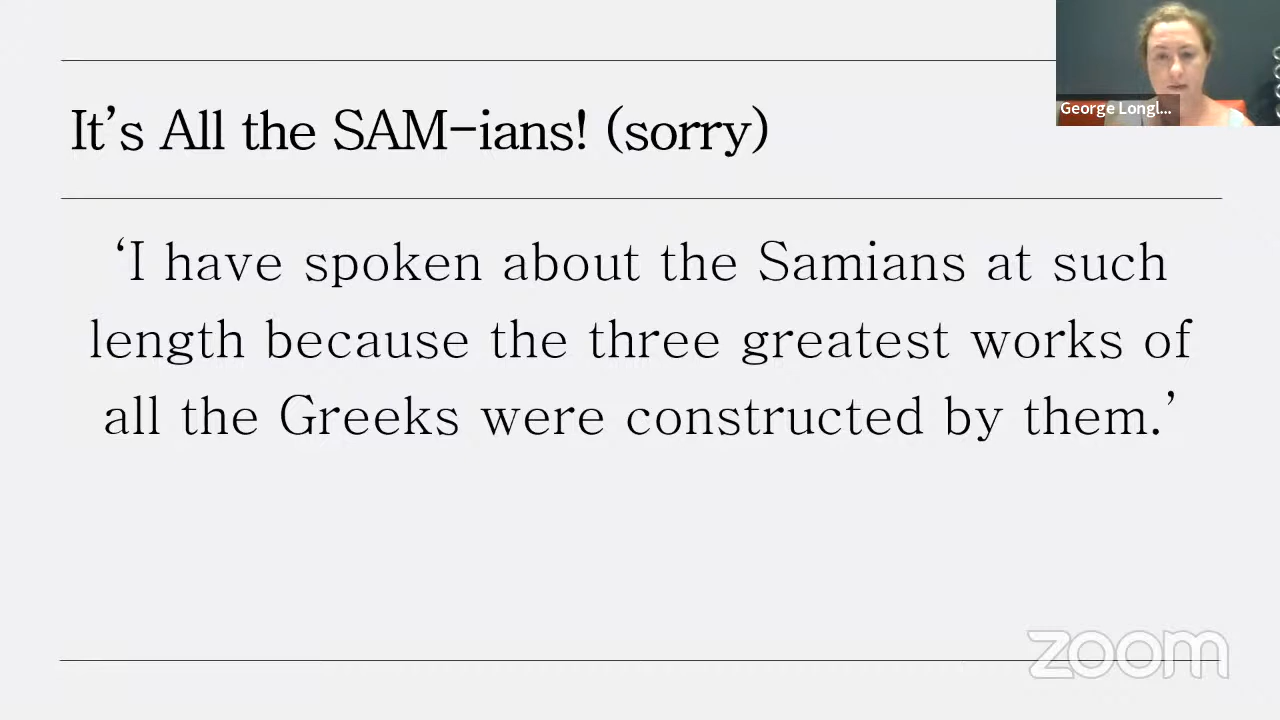 It's All the SAM-ians! (sorry)
George Longl...
‘I have spoken about the Samians at such
length because the three greatest works of
all the Greeks were constructed by them.’
zoom